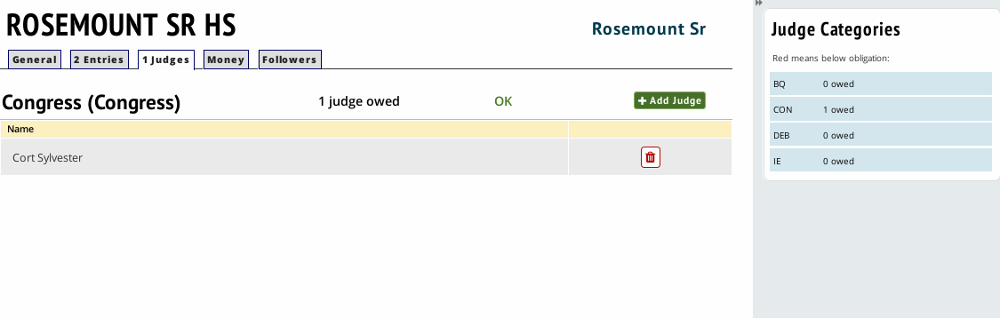 ROSEMOUNT SR HS
Rosemount Sr
General 2 Entries 1 Judges Money Followers
Congress (Congress) 1 judge owed OK Add Judge
Name
Cort Sylvester
Judge Categories
Red means below obligation:
BQ 0 owed
CON 1 owed
DEB 0 owed
IE 0 owed